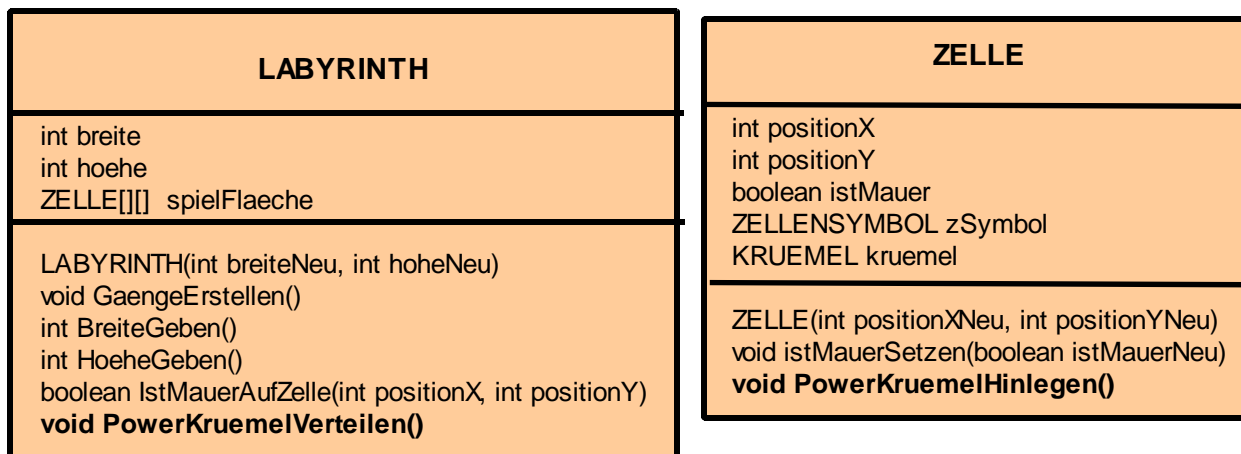 LABYRINTH
int breite
int hoehe
ZELLE[][] spielFlaeche
LABYRINTH(int breiteNeu, int hoheNeu)
void GaengeErstellen()
int BreiteGeben()
int HoeheGeben()
boolean IstMauerAufZelle(int positionX, int positionY)
void PowerKruemelVerteilen()
ZELLE
int positionX
int positionY
boolean istMauer
ZELLENSYMBOL zSymbol
KRUEMEL kruemel
ZELLE(int positionXNeu, int positionYNeu)
void istMauerSetzen(boolean istMauerNeu)
void PowerKruemelHinlegen()